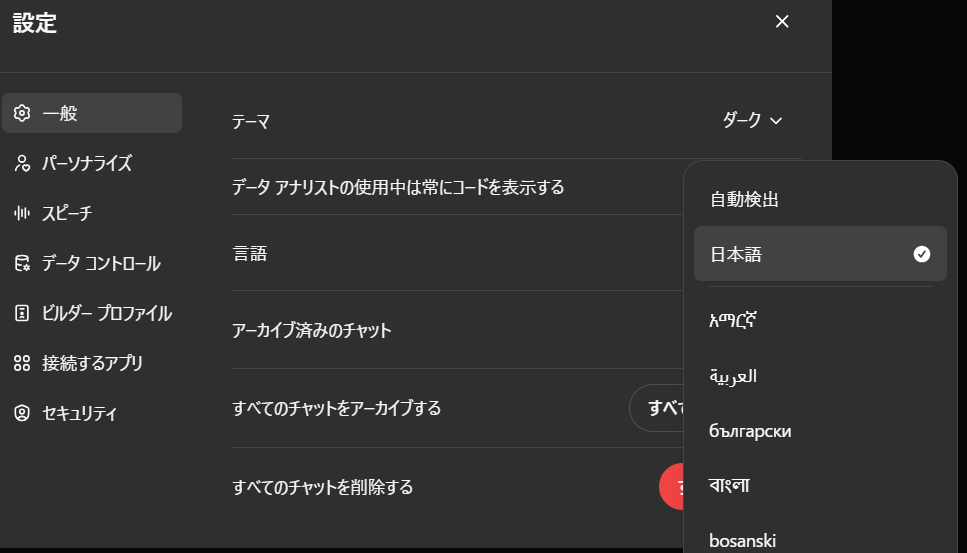 設定
一般
パーソナライズ
スピーチ
データ コントロール
ビルダー プロファイル
接続するアプリ
セキュリティ
テーマ
ダーク
データ アナリストの使用中は常にコードを表示する
言語
アーカイブ済みのチャット
すべてのチャットをアーカイブする
すべてのチャットを削除する
自動検出
日本語
አማርኛ
العربية
български
বাংলা
bosanski